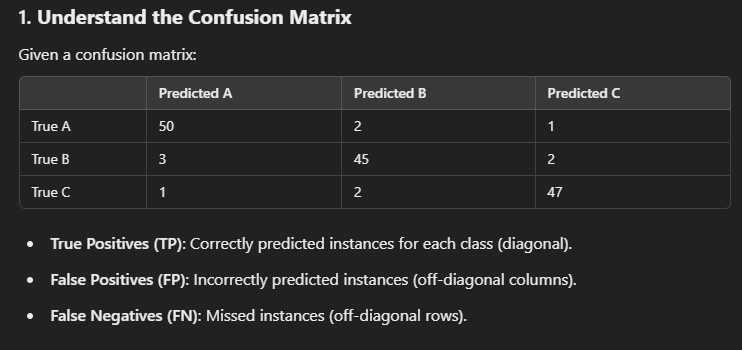 1. Understand the Confusion Matrix
Given a confusion matrix:
Predicted A Predicted B Predicted C
True A 50 2 1
True B 3 45 2
True C 1 2 47
• True Positives (TP): Correctly predicted instances for each class (diagonal).
• False Positives (FP): Incorrectly predicted instances (off-diagonal columns).
• False Negatives (FN): Missed instances (off-diagonal rows).